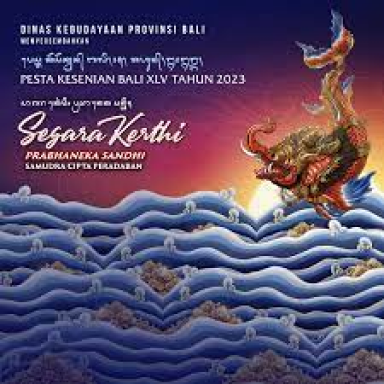 DINAS KEBUDAYAAN PROVINSI BALI
MEMPERSEMBAHKAN
PESTA KESENIAN BALI XLV TAHUN 2023
Segara Kerthi
PRABHANEKA SANDHI
SAMUDRA CIPTA PERADABAN